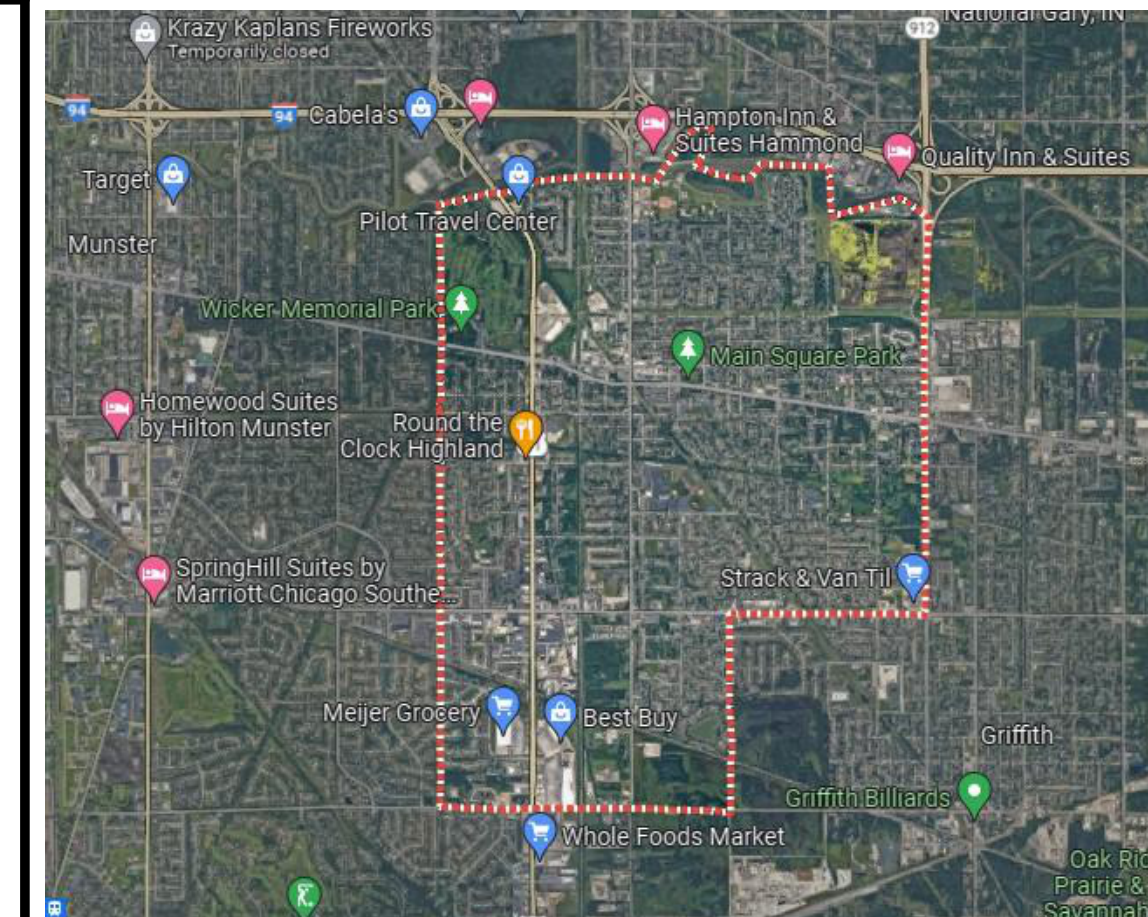 National Gary, IN
Krazy Kaplans Fireworks
Temporarily closed
912
94
94
Cabela's
Hampton Inn &
Suites Hammond
Quality Inn & Suites
Target
Pilot Travel Center
Munster
Wicker Memorial Park
Main Square Park
Homewood Suites
by Hilton Munster
Round the
Clock Highland
SpringHill Suites by
Marriott Chicago Southe...
Strack & Van Til
Meijer Grocery
Best Buy
Griffith
Griffith Billiards
Whole Foods Market
Oak Ric
Prairie &
Savannah